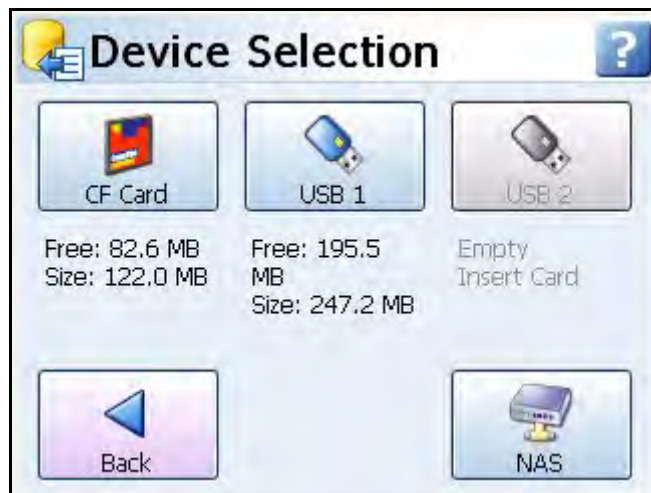 Device Selection
?
CF Card
USB 1
USB 2
Free: 82.6 MB
Size: 122.0 MB
Free: 195.5
MB
Size: 247.2 MB
Empty
Insert Card
Back
NAS